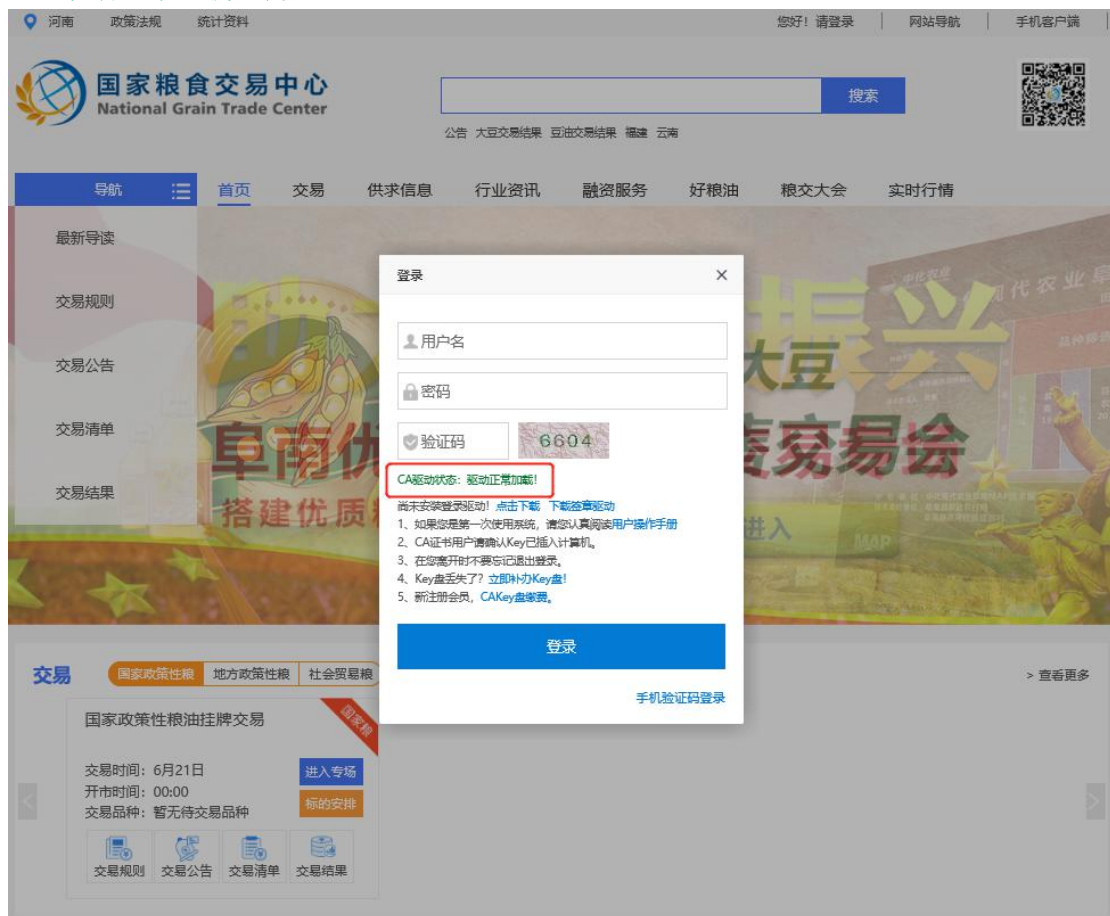 河南 政策法规 统计资料 您好！请登录 网站导航 手机客户端
国家粮食交易中心
National Grain Trade Center
搜索
公告 大豆交易结果 豆油交易结果 福建 云南
导航 首页 交易 供求信息 行业资讯 融资服务 好粮油 粮交大会 实时行情
最新导读
交易规则
交易公告
交易清单
交易结果
振兴
大豆
阜南优
交易会
搭建优质
进入
MAP
登录 ×
用户名
密码
验证码 6604
CA驱动状态：驱动正常加载！
尚未安装登录驱动！点击下载 下载签章驱动
1、如果您是第一次使用系统，请您认真阅读用户操作手册
2、CA证书用户请确认Key已插入计算机。
3、在您离开时不要忘记退出登录。
4、Key盘丢失了？立即补办Key盘！
5、新注册会员，CAKey盘缴费。
登录
手机验证码登录
交易 国家政策性粮 地方政策性粮 社会贸易粮 > 查看更多
国家政策性粮油挂牌交易
国家粮
交易时间：6月21日 进入专场
开市时间：00:00
交易品种：暂无待交易品种 标的安排
交易规则 交易公告 交易清单 交易结果